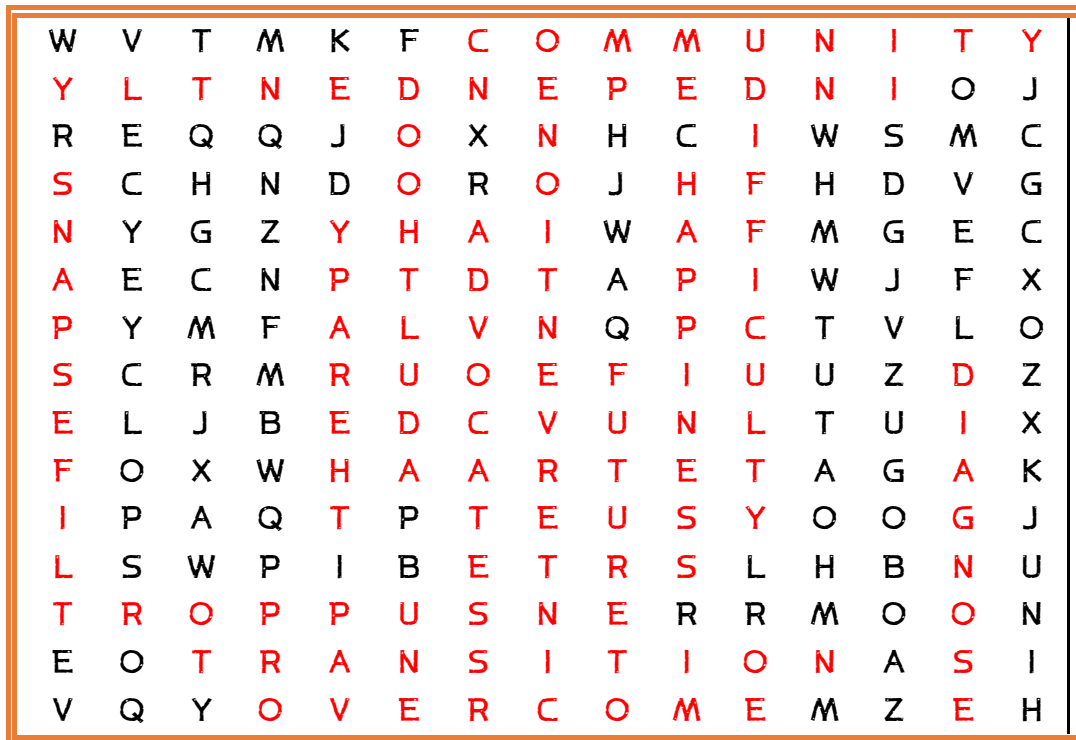 W V T M K F C O M M U N I T Y
Y L T N E D N E P E D N I O J
R E Q Q J O X N H C I W S M C
S C H N D O R O J H F H D V G
N Y G Z Y H A I W A F M G E C
A E C N P T D T A P I W J F X
P Y M F A L V N Q P C T V L O
S C R M R U O E F I U U Z D Z
E L J B E D C V U N L T U I X
F O X W H A A R T E T A G A K
I P A Q T P T E U S Y O O G J
L S W P I B E T R S L H B N U
T R O P P U S N E R R M O O N
E O T R A N S I T I O N A S I
V Q Y O V E R C O M E M Z E H